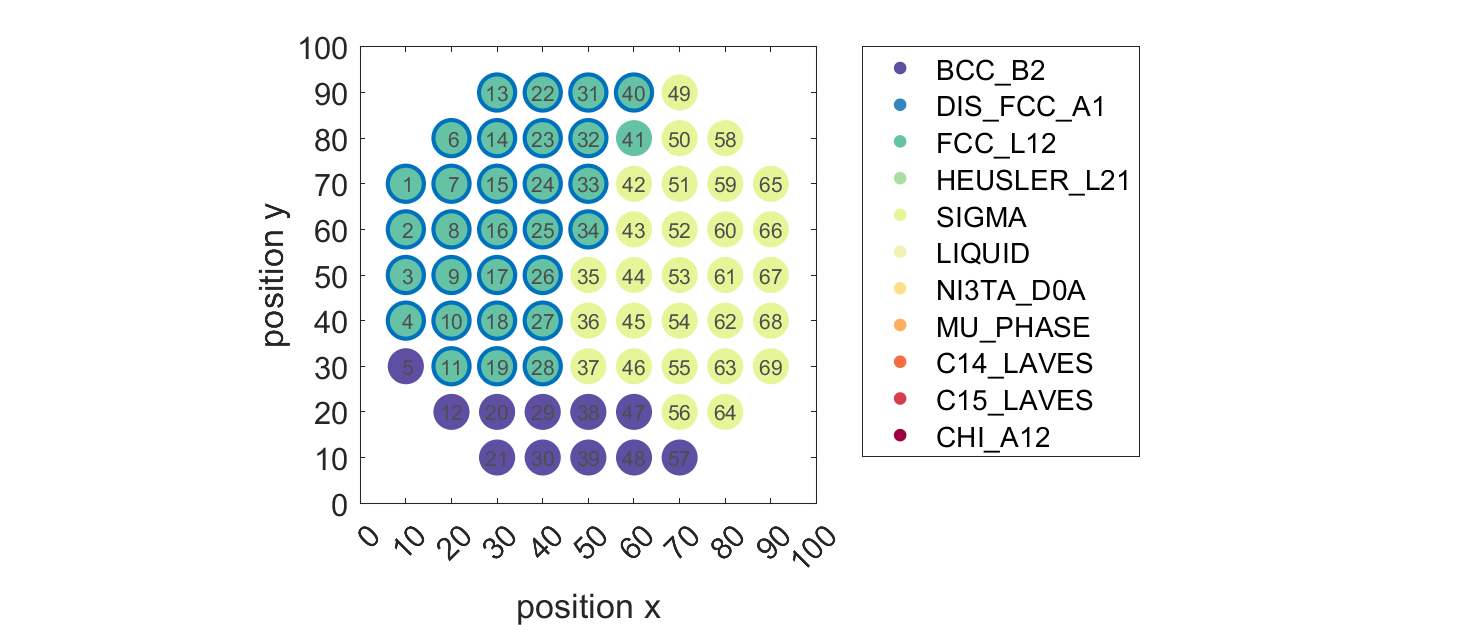 100
90
80
70
60
50
40
30
20
10
0
position y
13 22 31 40 49
6 14 23 32 41 50 58
1 7 15 24 33 42 51 59 65
2 8 16 25 34 43 52 60 66
3 9 17 26 35 44 53 61 67
4 10 18 27 36 45 54 62 68
5 11 19 28 37 46 55 63 69
12 20 29 38 47 56 64
21 30 39 48 57
0 10 20 30 40 50 60 70 80 90 100
position x
BCC_B2
DIS_FCC_A1
FCC_L12
HEUSLER_L21
SIGMA
LIQUID
NI3TA_D0A
MU_PHASE
C14_LAVES
C15_LAVES
CHI_A12